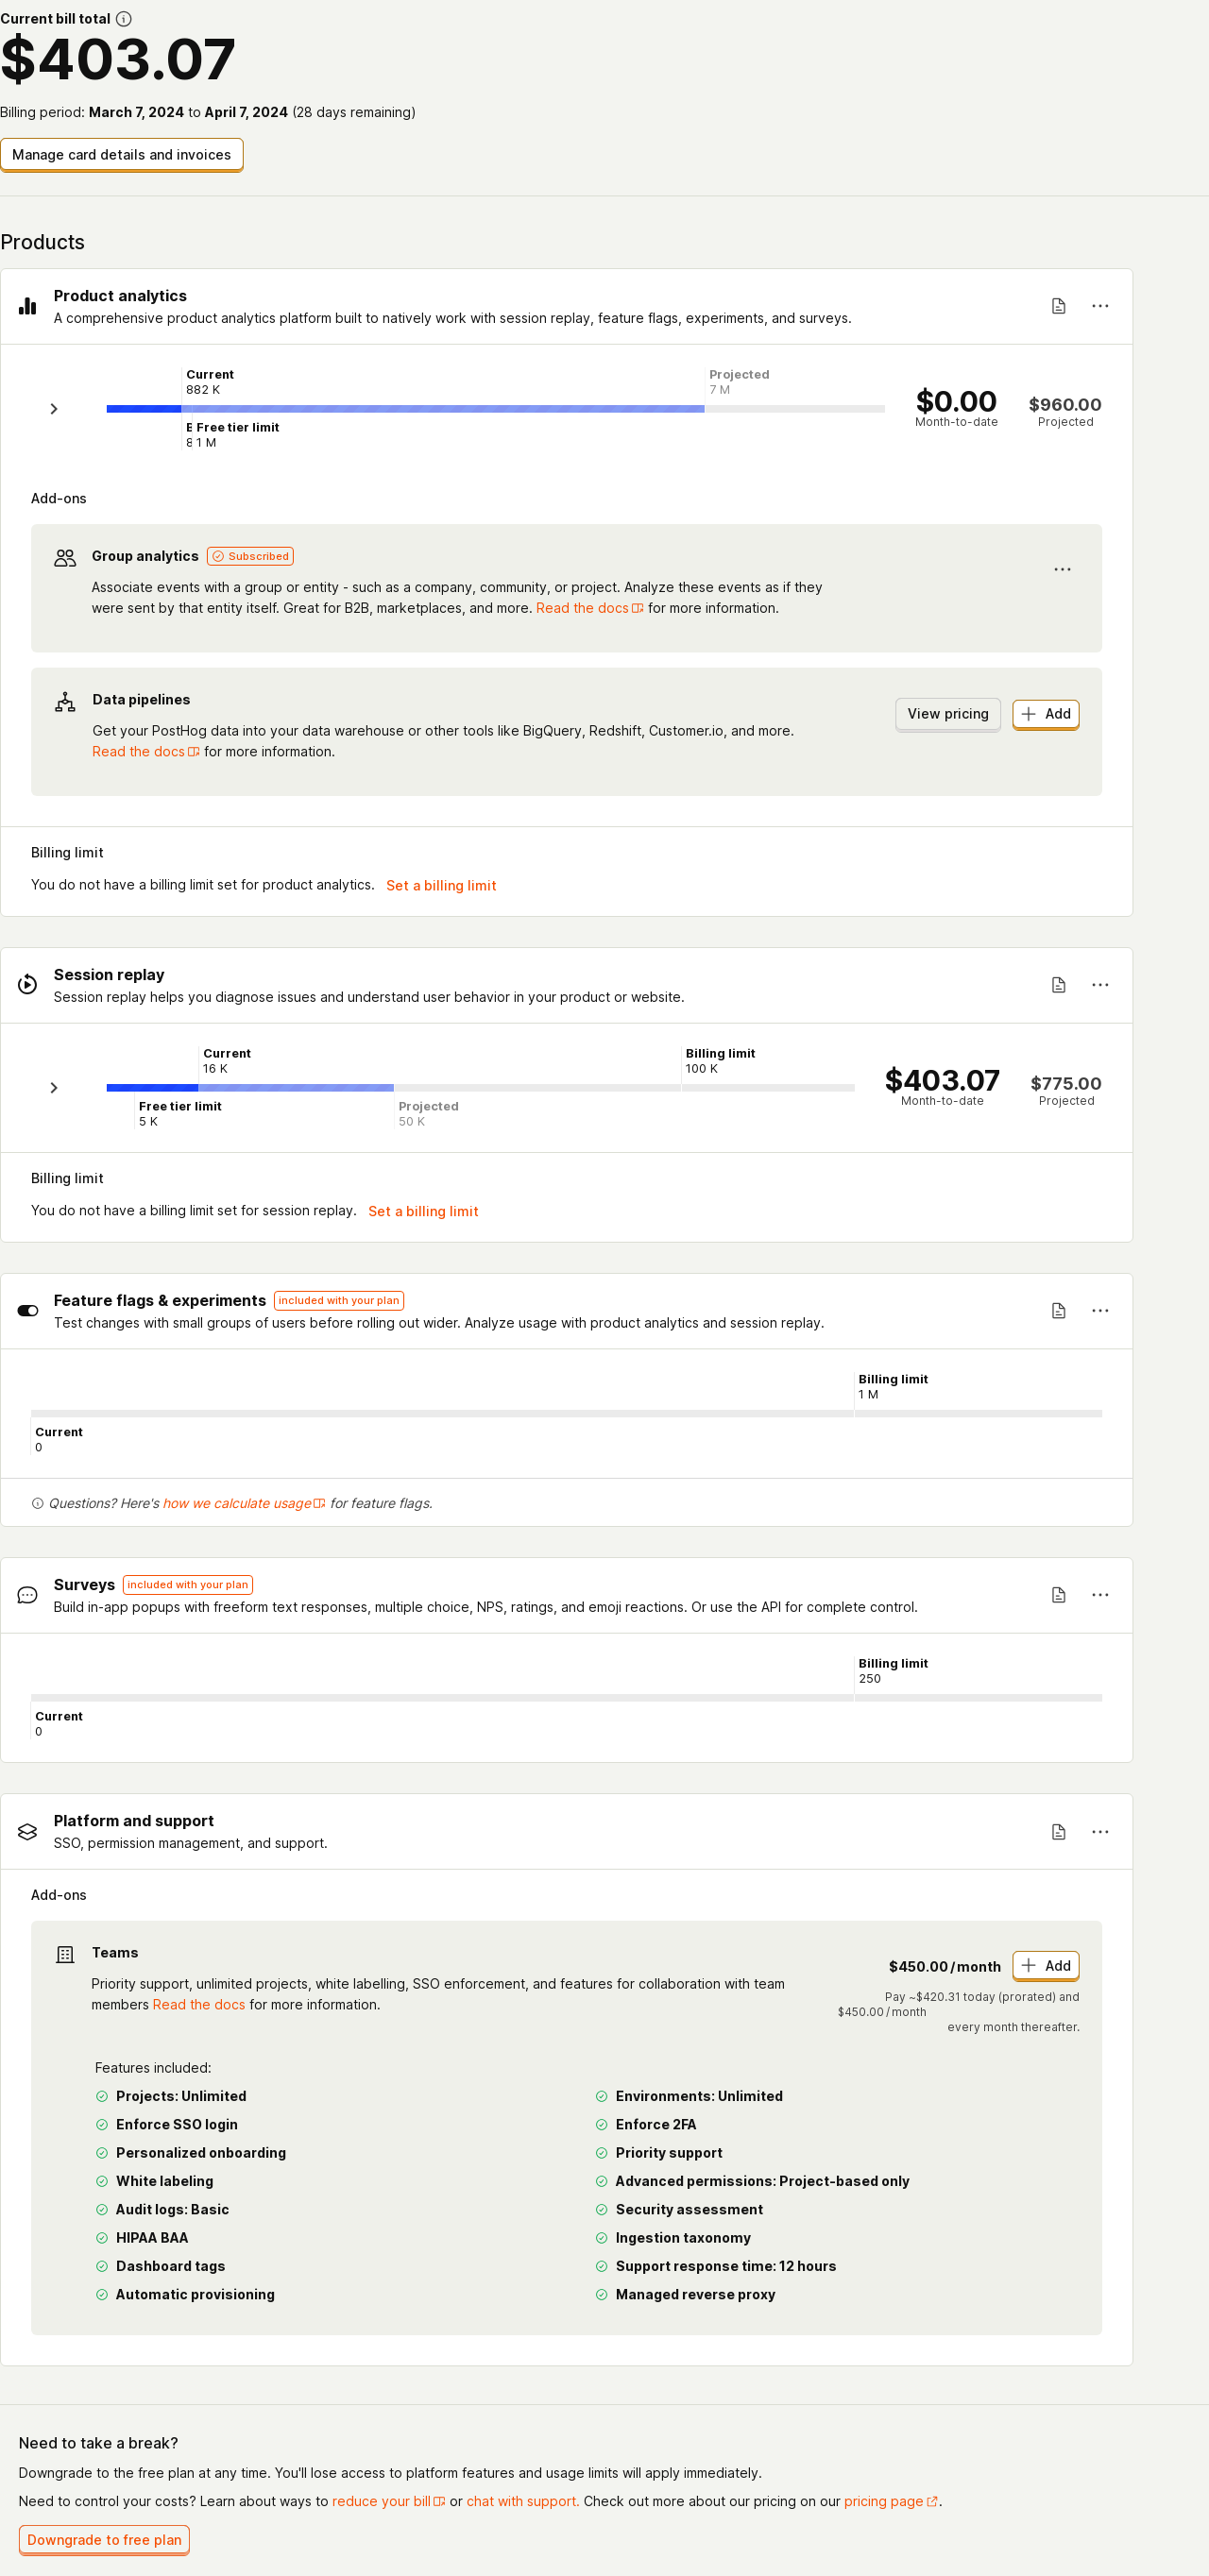 Current bill total
$403.07
Billing period: March 7, 2024 to April 7, 2024 (28 days remaining)
Manage card details and invoices
Products
Product analytics
A comprehensive product analytics platform built to natively work with session replay, feature flags, experiments, and surveys.
Current
882 K
Projected
7 M
Free tier limit
1 M
$0.00
Month-to-date
$960.00
Projected
Add-ons
Group analytics Subscribed
Associate events with a group or entity - such as a company, community, or project. Analyze these events as if they
were sent by that entity itself. Great for B2B, marketplaces, and more. Read the docs for more information.
Data pipelines
Get your PostHog data into your data warehouse or other tools like BigQuery, Redshift, Customer.io, and more.
Read the docs for more information.
View pricing
Add
Billing limit
You do not have a billing limit set for product analytics. Set a billing limit
Session replay
Session replay helps you diagnose issues and understand user behavior in your product or website.
Current
16 K
Billing limit
100 K
Free tier limit
5 K
Projected
50 K
$403.07
Month-to-date
$775.00
Projected
Billing limit
You do not have a billing limit set for session replay. Set a billing limit
Feature flags & experiments included with your plan
Test changes with small groups of users before rolling out wider. Analyze usage with product analytics and session replay.
Billing limit
1 M
Current
0
Questions? Here's how we calculate usage for feature flags.
Surveys included with your plan
Build in-app popups with freeform text responses, multiple choice, NPS, ratings, and emoji reactions. Or use the API for complete control.
Billing limit
250
Current
0
Platform and support
SSO, permission management, and support.
Add-ons
Teams
Priority support, unlimited projects, white labelling, SSO enforcement, and features for collaboration with team
members Read the docs for more information.
$450.00/month
Add
Pay ~$420.31 today (prorated) and
$450.00/month
every month thereafter.
Features included:
Projects: Unlimited
Environments: Unlimited
Enforce SSO login
Enforce 2FA
Personalized onboarding
Priority support
White labeling
Advanced permissions: Project-based only
Audit logs: Basic
Security assessment
HIPAA BAA
Ingestion taxonomy
Dashboard tags
Support response time: 12 hours
Automatic provisioning
Managed reverse proxy
Need to take a break?
Downgrade to the free plan at any time. You'll lose access to platform features and usage limits will apply immediately.
Need to control your costs? Learn about ways to reduce your bill or chat with support. Check out more about our pricing on our pricing page.
Downgrade to free plan